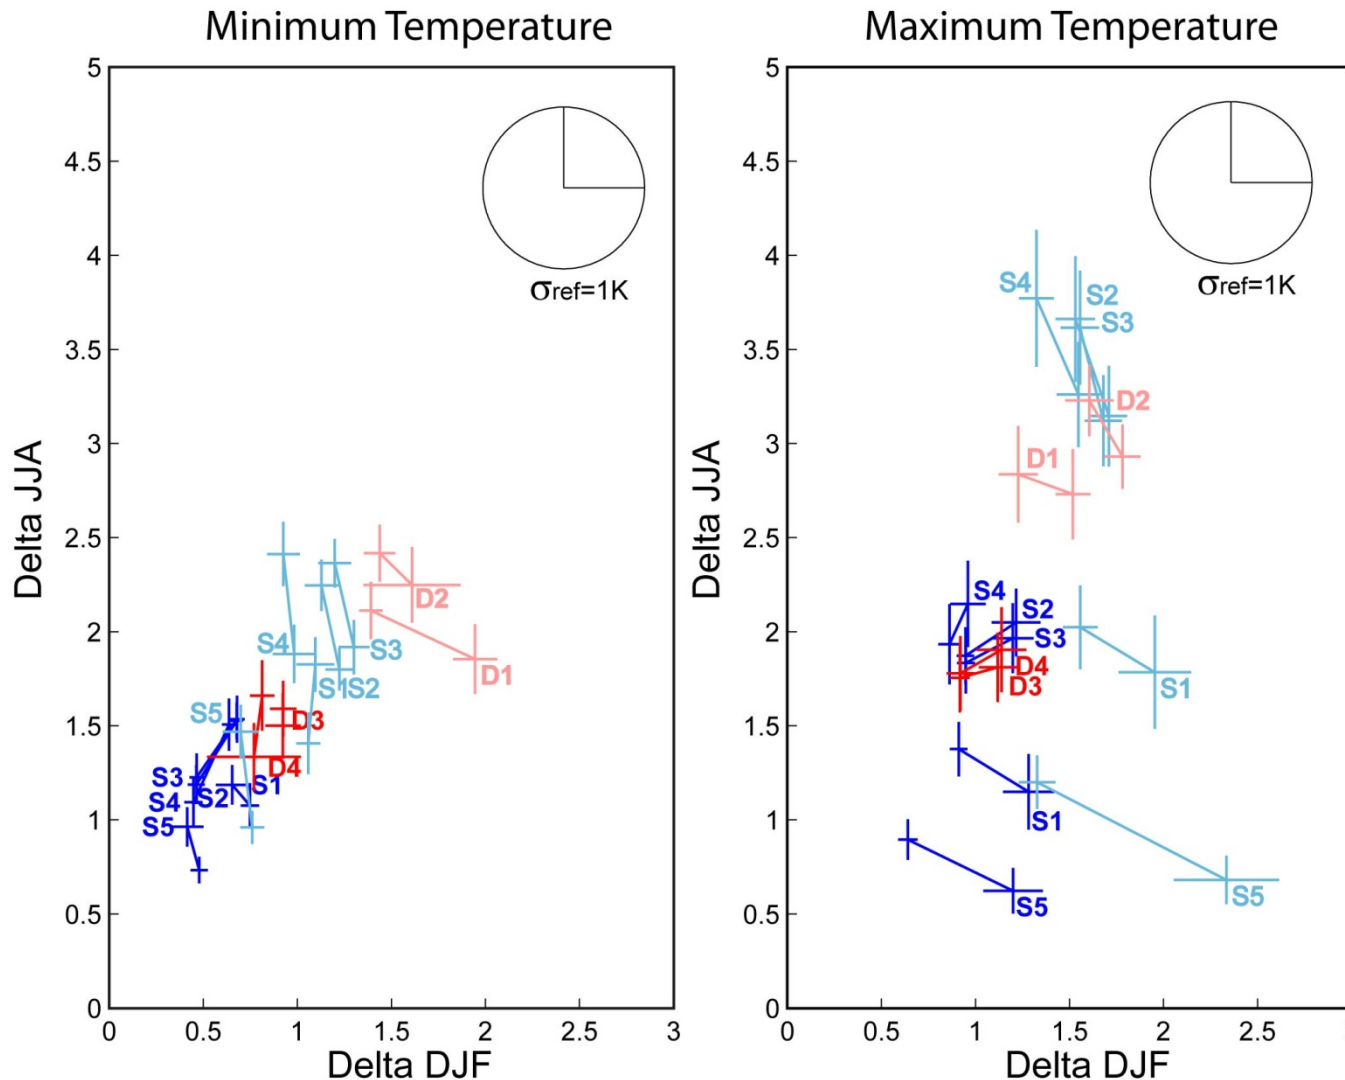 Minimum Temperature
5
4.5
4
3.5
3
2.5
2
1.5
1
0.5
0
Delta JJA
σref=1K
D2
S4
S3
D1
S1
S2
S5
D3
D4
S3
S2
S1
S4
S5
0
0.5
1
1.5
2
2.5
3
Delta DJF
Maximum Temperature
5
4.5
4
3.5
3
2.5
2
1.5
1
0.5
0
Delta JJA
σref=1K
S4
S2
S3
D2
D1
S4
S2
S3
D4
D3
S1
S1
S5
S5
0
0.5
1
1.5
2
2.5
Delta DJF